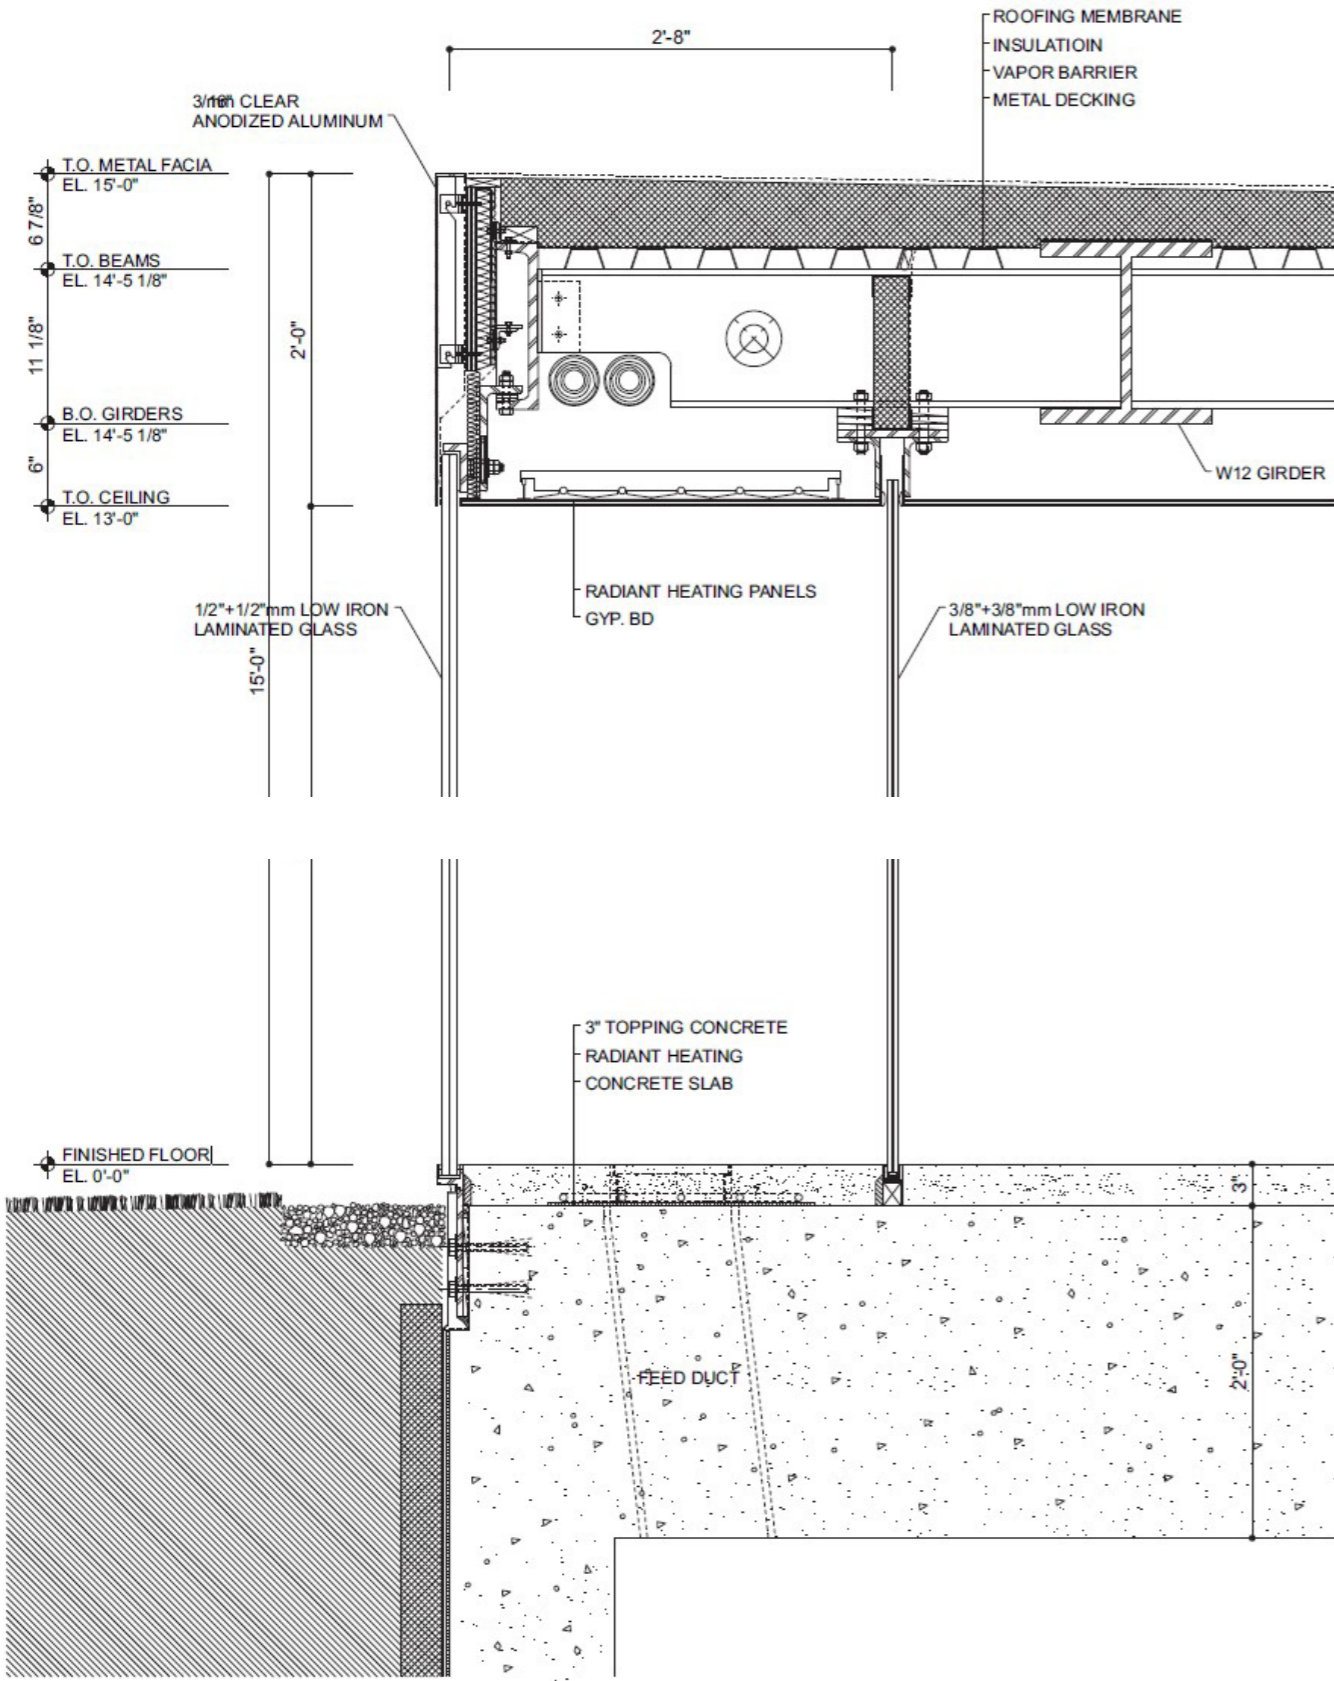 2'-8"
ROOFING MEMBRANE
INSULATIOIN
VAPOR BARRIER
METAL DECKING
CLEAR
ANODIZED ALUMINUM
T.O. METAL FACIA
EL. 15'-0"
6 7/8"
T.O. BEAMS
EL. 14'-5 1/8"
11 1/8"
2'-0"
B.O. GIRDERS
EL. 14'-5 1/8"
6"
W12 GIRDER
T.O. CEILING
EL. 13'-0"
RADIANT HEATING PANELS
GYP. BD
1/2"+1/2"mm LOW IRON
LAMINATED GLASS
3/8"+3/8"mm LOW IRON
LAMINATED GLASS
15'-0"
3" TOPPING CONCRETE
RADIANT HEATING
CONCRETE SLAB
FINISHED FLOOR
EL. 0'-0"
3"
FEED DUCT
2'-0"